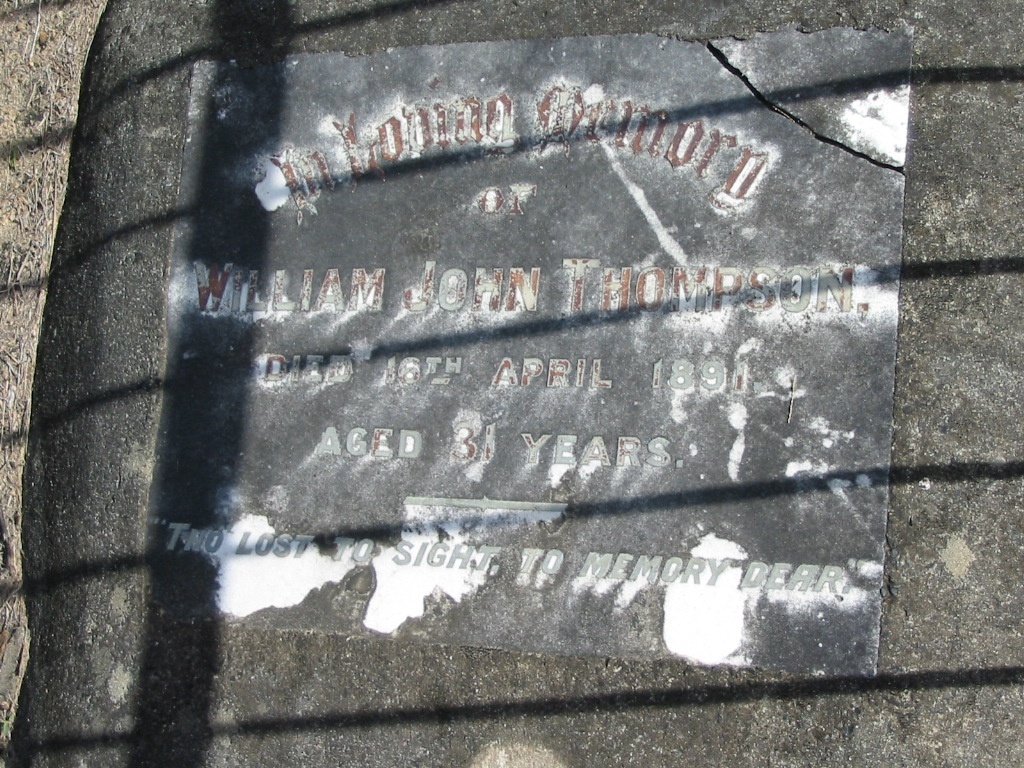 In Loving Memory
OF
WILLIAM JOHN THOMPSON.
DIED 16TH APRIL 1891.
AGED 31 YEARS.
"THO LOST TO SIGHT, TO MEMORY DEAR."